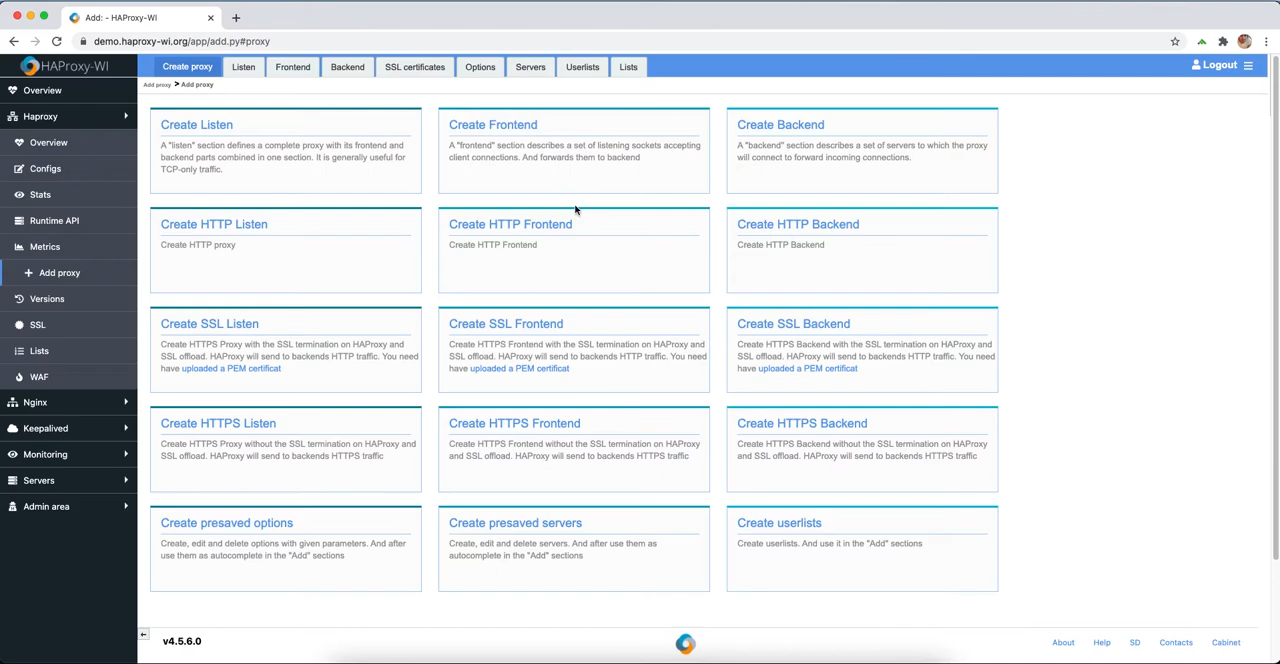 Add: - HAProxy-WI
demo.haproxy-wi.org/app/add.py#proxy
HAProxy-WI
Create proxy
Listen
Frontend
Backend
SSL certificates
Options
Servers
Userlists
Lists
Logout
Add proxy > Add proxy
Overview
Haproxy
Overview
Configs
Stats
Runtime API
Metrics
Add proxy
Versions
SSL
Lists
WAF
Nginx
Keepalived
Monitoring
Servers
Admin area
Create Listen
A "listen" section defines a complete proxy with its frontend and
backend parts combined in one section. It is generally useful for
TCP-only traffic.
Create Frontend
A "frontend" section describes a set of listening sockets accepting
client connections. And forwards them to backend
Create Backend
A "backend" section describes a set of servers to which the proxy
will connect to forward incoming connections.
Create HTTP Listen
Create HTTP proxy
Create HTTP Frontend
Create HTTP Frontend
Create HTTP Backend
Create HTTP Backend
Create SSL Listen
Create HTTPS Proxy with the SSL termination on HAProxy and
SSL offload. HAProxy will send to backends HTTP traffic. You need
have uploaded a PEM certificat
Create SSL Frontend
Create HTTPS Frontend with the SSL termination on HAProxy and
SSL offload. HAProxy will send to backends HTTP traffic. You need
have uploaded a PEM certificat
Create SSL Backend
Create HTTPS Backend with the SSL termination on HAProxy and
SSL offload. HAProxy will send to backends HTTP traffic. You need
have uploaded a PEM certificat
Create HTTPS Listen
Create HTTPS Proxy without the SSL termination on HAProxy and
SSL offload. HAProxy will send to backends HTTPS traffic
Create HTTPS Frontend
Create HTTPS Frontend without the SSL termination on HAProxy
and SSL offload. HAProxy will send to backends HTTPS traffic
Create HTTPS Backend
Create HTTPS Backend without the SSL termination on HAProxy
and SSL offload. HAProxy will send to backends HTTPS traffic
Create presaved options
Create, edit and delete options with given parameters. And after
use them as autocomplete in the "Add" sections
Create presaved servers
Create, edit and delete servers. And after use them as
autocomplete in the "Add" sections
Create userlists
Create userlists. And use it in the "Add" sections
v4.5.6.0
About
Help
SD
Contacts
Cabinet